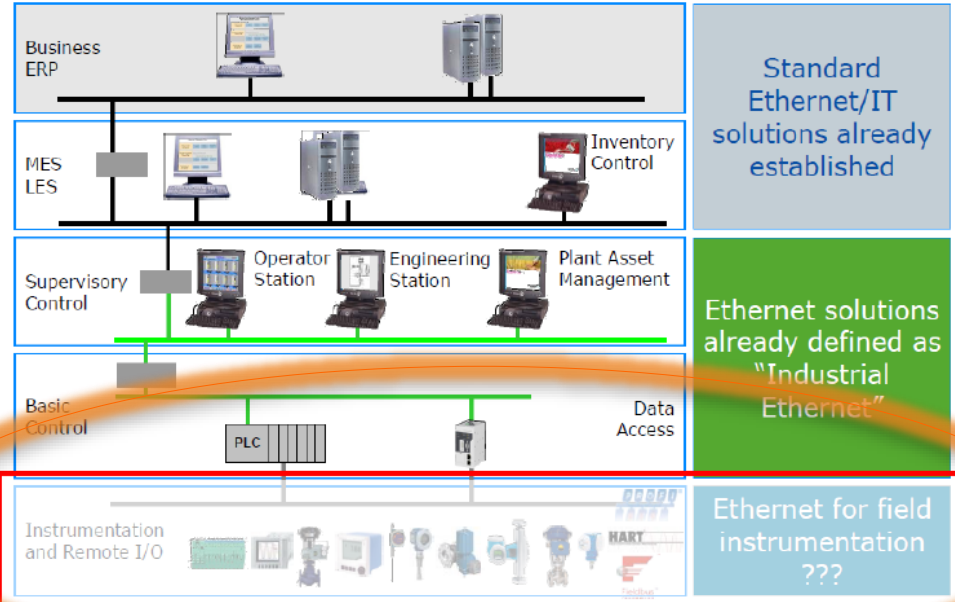 Business
ERP
Standard
Ethernet/IT
solutions already
established
MES
LES
Inventory
Control
Supervisory
Control
Operator
Station
Engineering
Station
Plant Asset
Management
Ethernet solutions
already defined as
“Industrial
Ethernet”
Basic
Control
PLC
Data
Access
Instrumentation
and Remote I/O
HART
Fieldbus
Ethernet for field
instrumentation
???